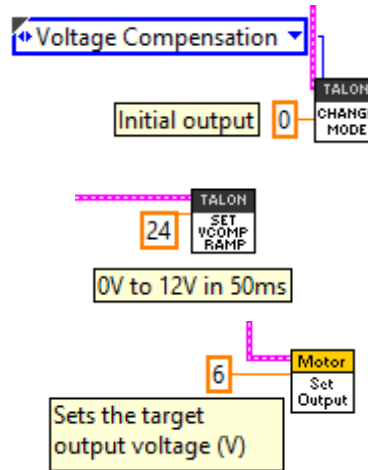 Voltage Compensation
TALON
Initial output
0
CHANGE
MODE
TALON
24
SET
VCOMP
RAMP
0V to 12V in 50ms
Motor
6
Set
Output
Sets the target
output voltage (V)